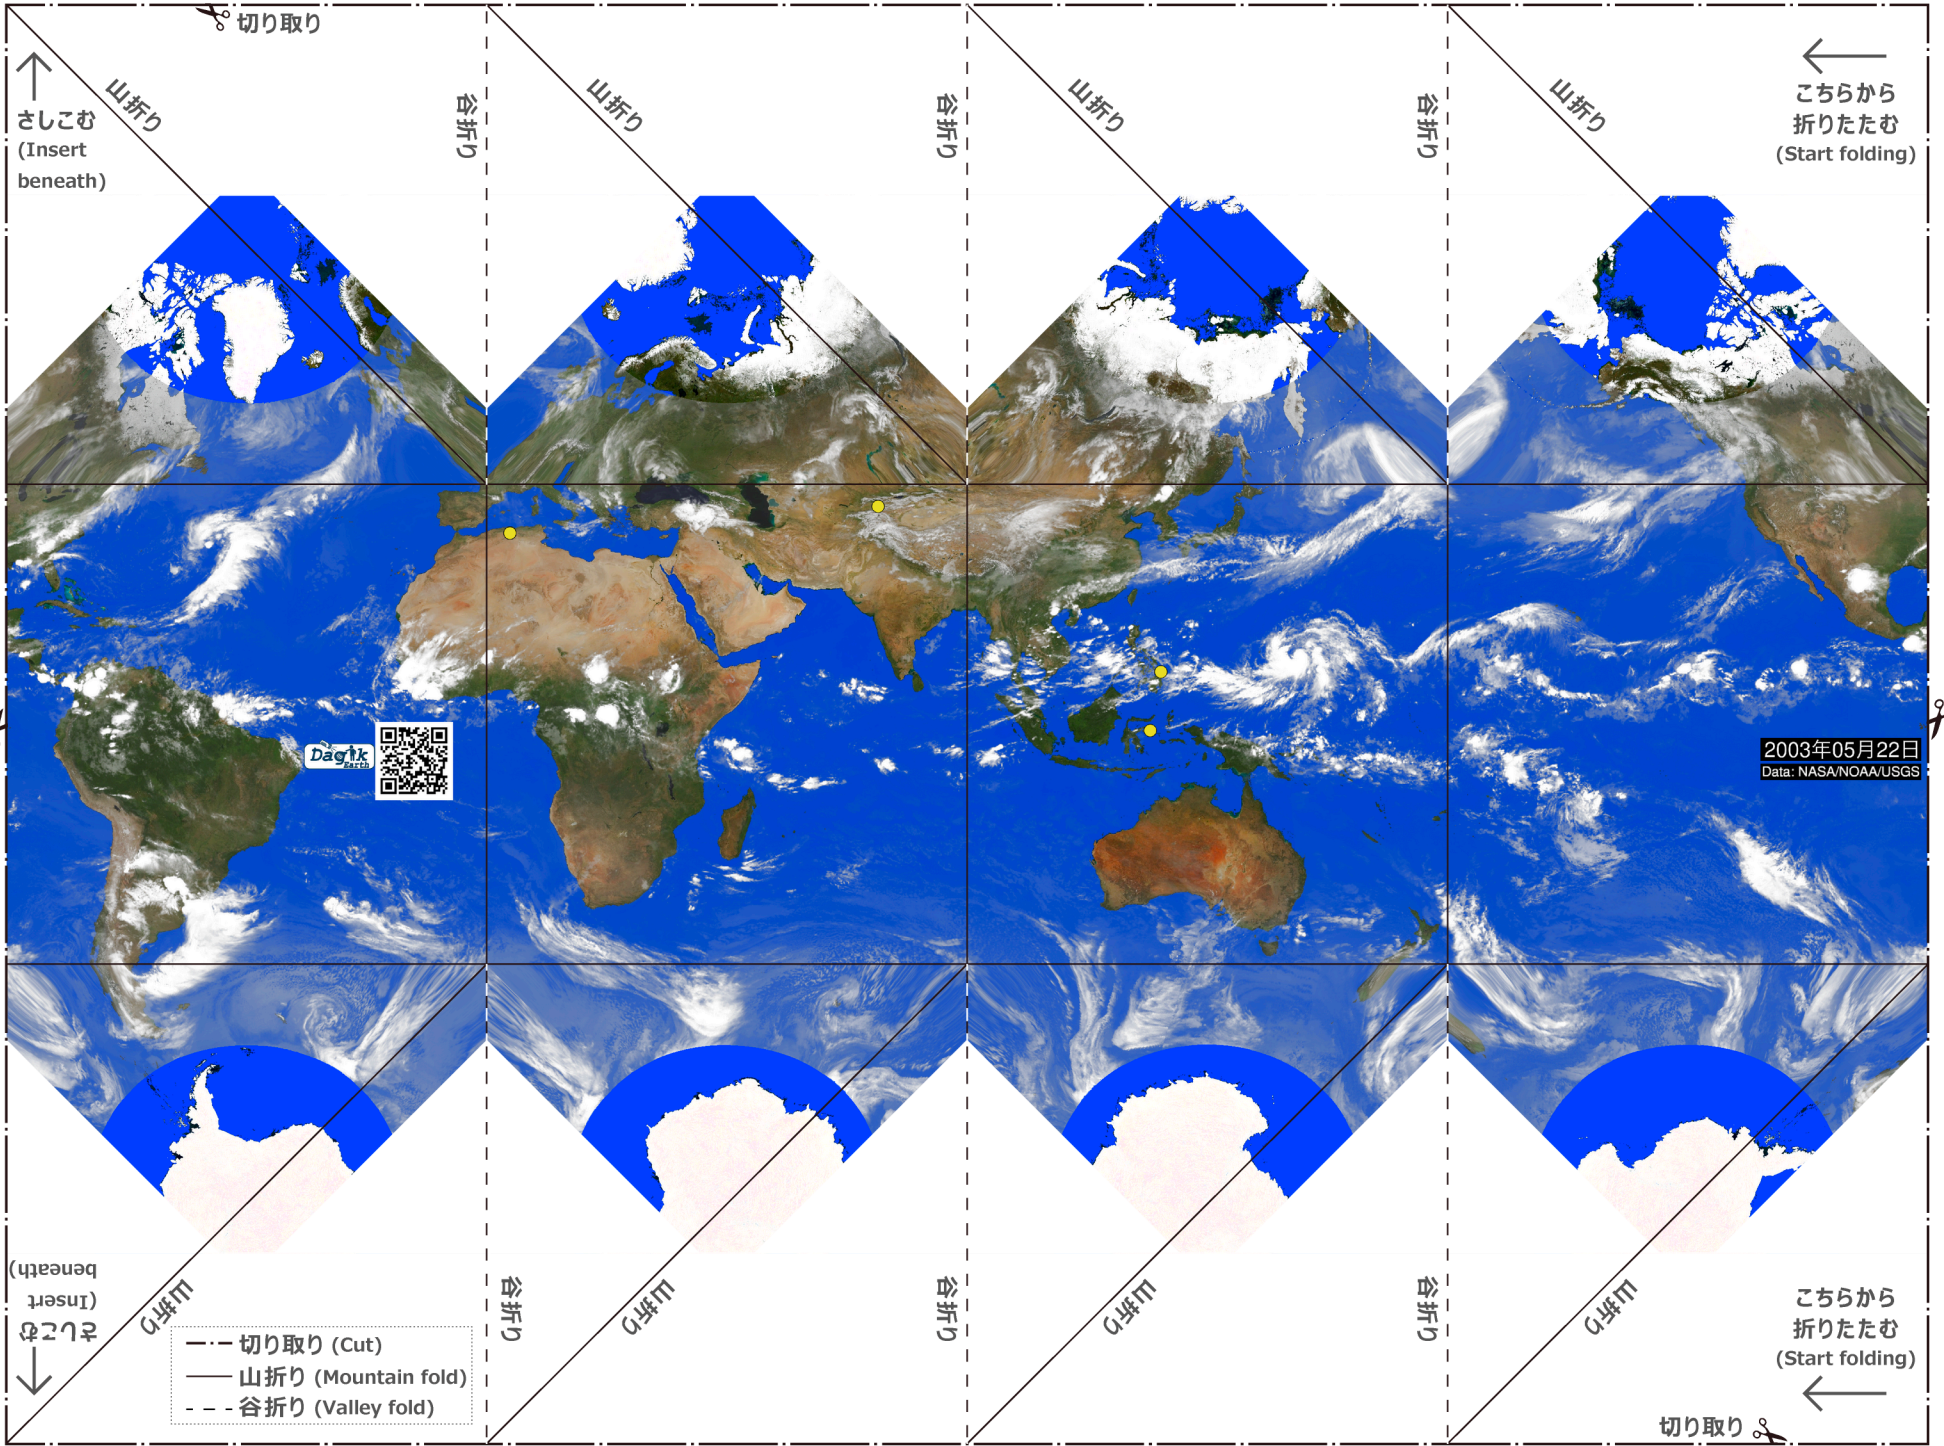 切り取り
山折り
谷折り
山折り
谷折り
山折り
谷折り
山折り
さしこむ
(Insert
beneath)
こちらから
折りたたむ
(Start folding)
Dagik
Earth
2003年05月22日
Data: NASA/NOAA/USGS
さしこむ
(Insert
beneath)
山折り
谷折り
山折り
谷折り
山折り
谷折り
山折り
こちらから
折りたたむ
(Start folding)
切り取り (Cut)
山折り (Mountain fold)
谷折り (Valley fold)
切り取り